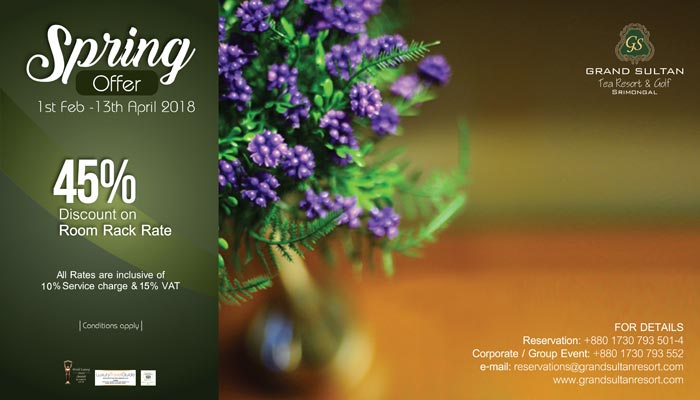 Spring
Offer
1st Feb -13th April 2018
45%
Discount on
Room Rack Rate
All Rates are inclusive of
10% Service charge & 15% VAT
|Conditions apply|
LuxuryTravelGuide
GS
GRAND SULTAN
Tea Resort & Golf
SRIMONGAL
FOR DETAILS
Reservation: +880 1730 793 501-4
Corporate / Group Event: +880 1730 793 552
e-mail: reservations@grandsultanresort.com
www.grandsultanresort.com